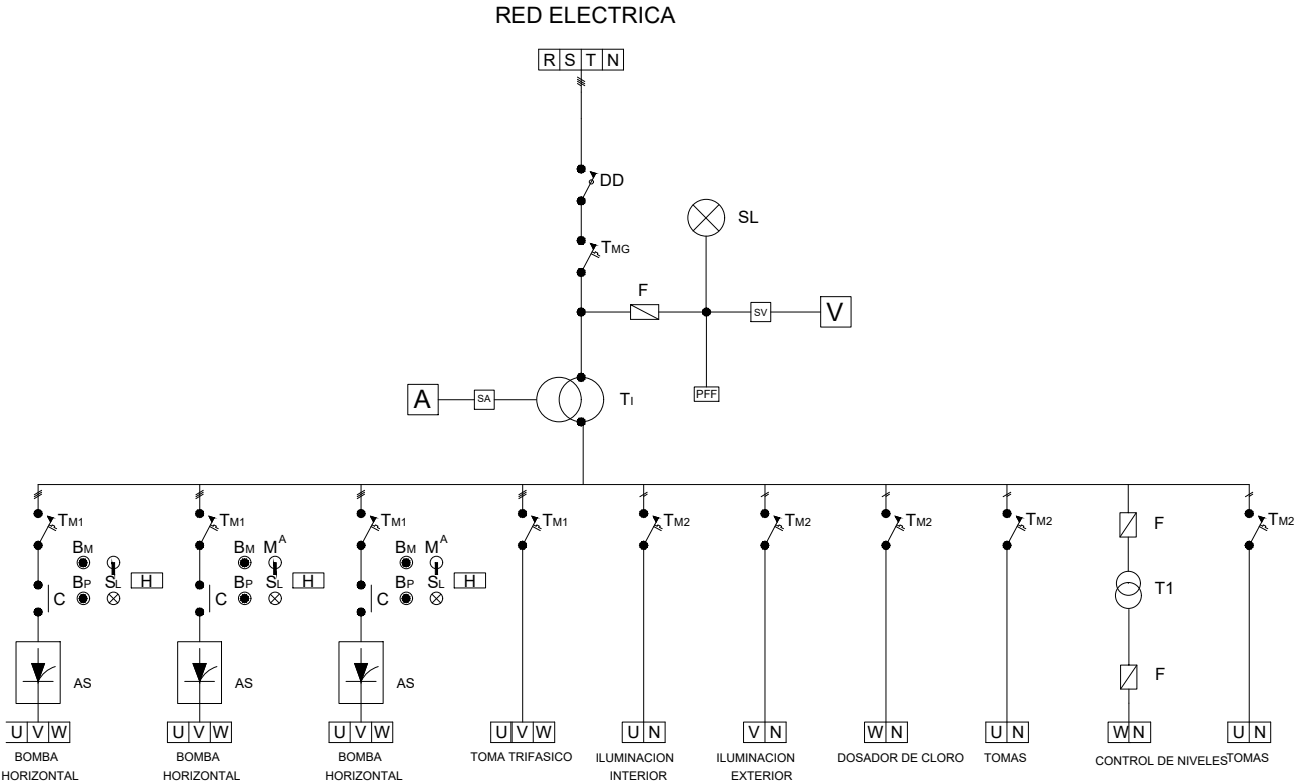 RED ELECTRICA
R S T N
DD
SL
TMG
F
SV
V
A
SA
TI
PFF
TM1
TM1
TM1
TM1
TM2
TM2
TM2
TM2
F
TM2
BM
BM MA
BM MA
BP SL H
BP SL H
BP SL H
C
C
C
T1
AS
AS
AS
F
U V W
U V W
U V W
U V W
U N
V N
W N
U N
W N
U N
BOMBA
HORIZONTAL
BOMBA
HORIZONTAL
BOMBA
HORIZONTAL
TOMA TRIFASICO
ILUMINACION
INTERIOR
ILUMINACION
EXTERIOR
DOSADOR DE CLORO
TOMAS
CONTROL DE NIVELES
TOMAS